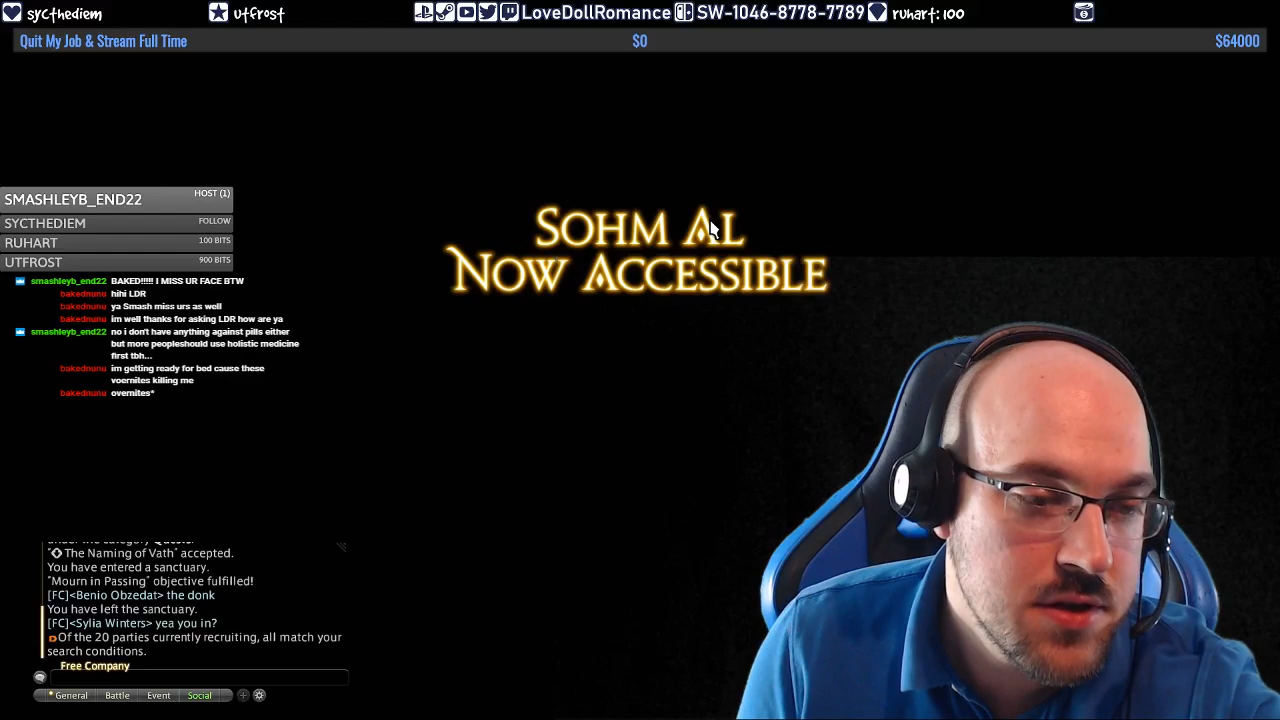 sycthediem utfrost LoveDollRomance SW-1046-8778-7789 ruhart: 100
Quit My Job & Stream Full Time $0 $64000
SMASHLEYB_END22 HOST (1)
SYCTHEDIEM FOLLOW
RUHART 100 BITS
UTFROST 900 BITS
SOHM AL
NOW ACCESSIBLE
smashleyb_end22 BAKED!!!!! I MISS UR FACE BTW
bakednunu hihi LDR
bakednunu ya Smash miss urs as well
bakednunu im well thanks for asking LDR how are ya
smashleyb_end22 no i don't have anything against pills either
but more peopleshould use holistic medicine
first tbh...
bakednunu im getting ready for bed cause these
voernites killing me
bakednunu overnites*
"The Naming of Vath" accepted.
You have entered a sanctuary.
"Mourn in Passing" objective fulfilled!
[FC]<Benio Obzedat> the donk
You have left the sanctuary.
[FC]<Sylia Winters> yea you in?
Of the 20 parties currently recruiting, all match your
search conditions.
Free Company
General Battle Event Social